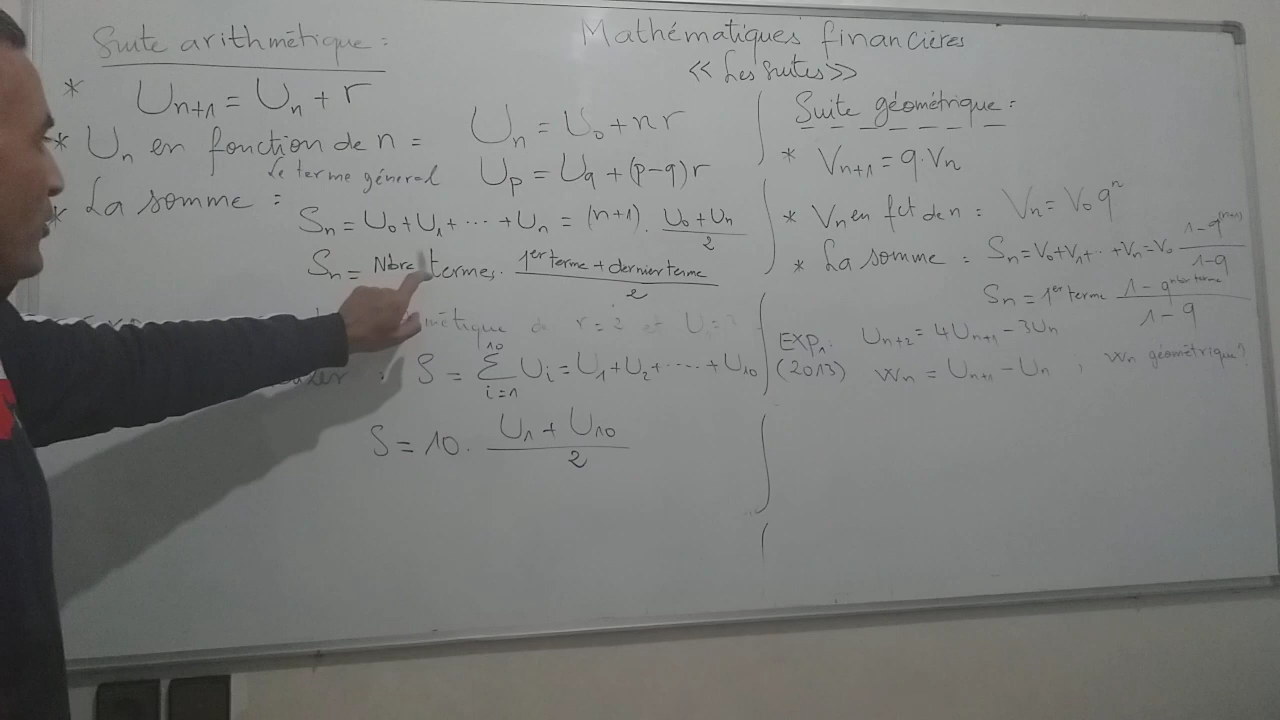 Mathématiques financières
<< Les suites >>
Suite arithmétique :
* Un+1 = Un + r
* Un en fonction de n = Un = U0 + nr
Le terme général Up = Uq + (p-q)r
* La somme :
Sn = U0 + U1 + ... + Un = (n+1) . (U0 + Un)/2
Sn = Nbre termes . (1er terme + dernier terme)/2
métique de r = 2 et
S = Σ(i=1→10) Ui = U1 + U2 + ..... + U10
S = 10 . (U1 + U10)/2
Suite géométrique :
* Vn+1 = q . Vn
* Vn en fct de n : Vn = V0 q^n
* La somme : Sn = V0 + V1 + .. + Vn = V0 (1 - q^(n+1))/(1 - q)
Sn = 1er terme (1 - q^nbr terme)/(1 - q)
EXP1: Un+2 = 4Un+1 - 3Un
(2013) Wn = Un+1 - Un , Wn géométrique?